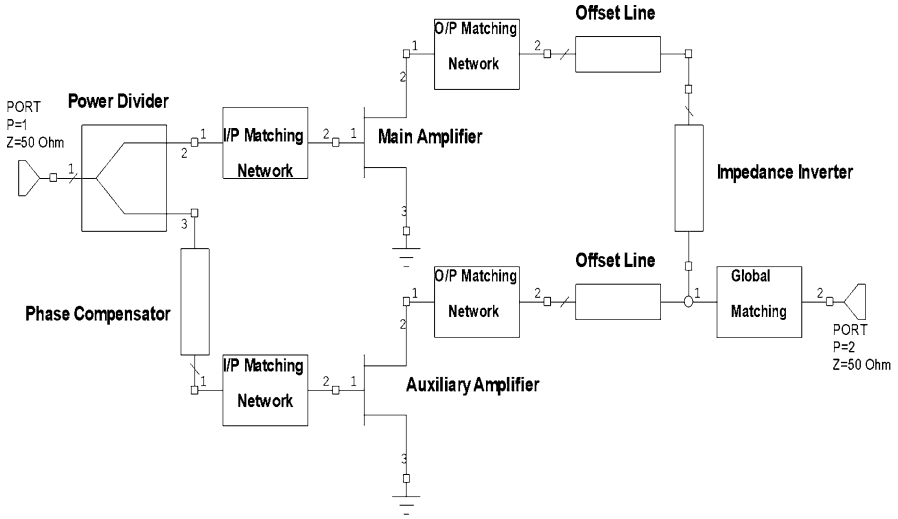 Offset Line
O/P Matching
Network
1
2
2
PORT
P=1
Z=50 Ohm
Power Divider
1
2
3
1
I/P Matching
Network
2
1
Main Amplifier
3
Impedance Inverter
Phase Compensator
O/P Matching
Network
1
2
2
Offset Line
1
Global
Matching
2
PORT
P=2
Z=50 Ohm
1
I/P Matching
Network
2
1
Auxiliary Amplifier
3